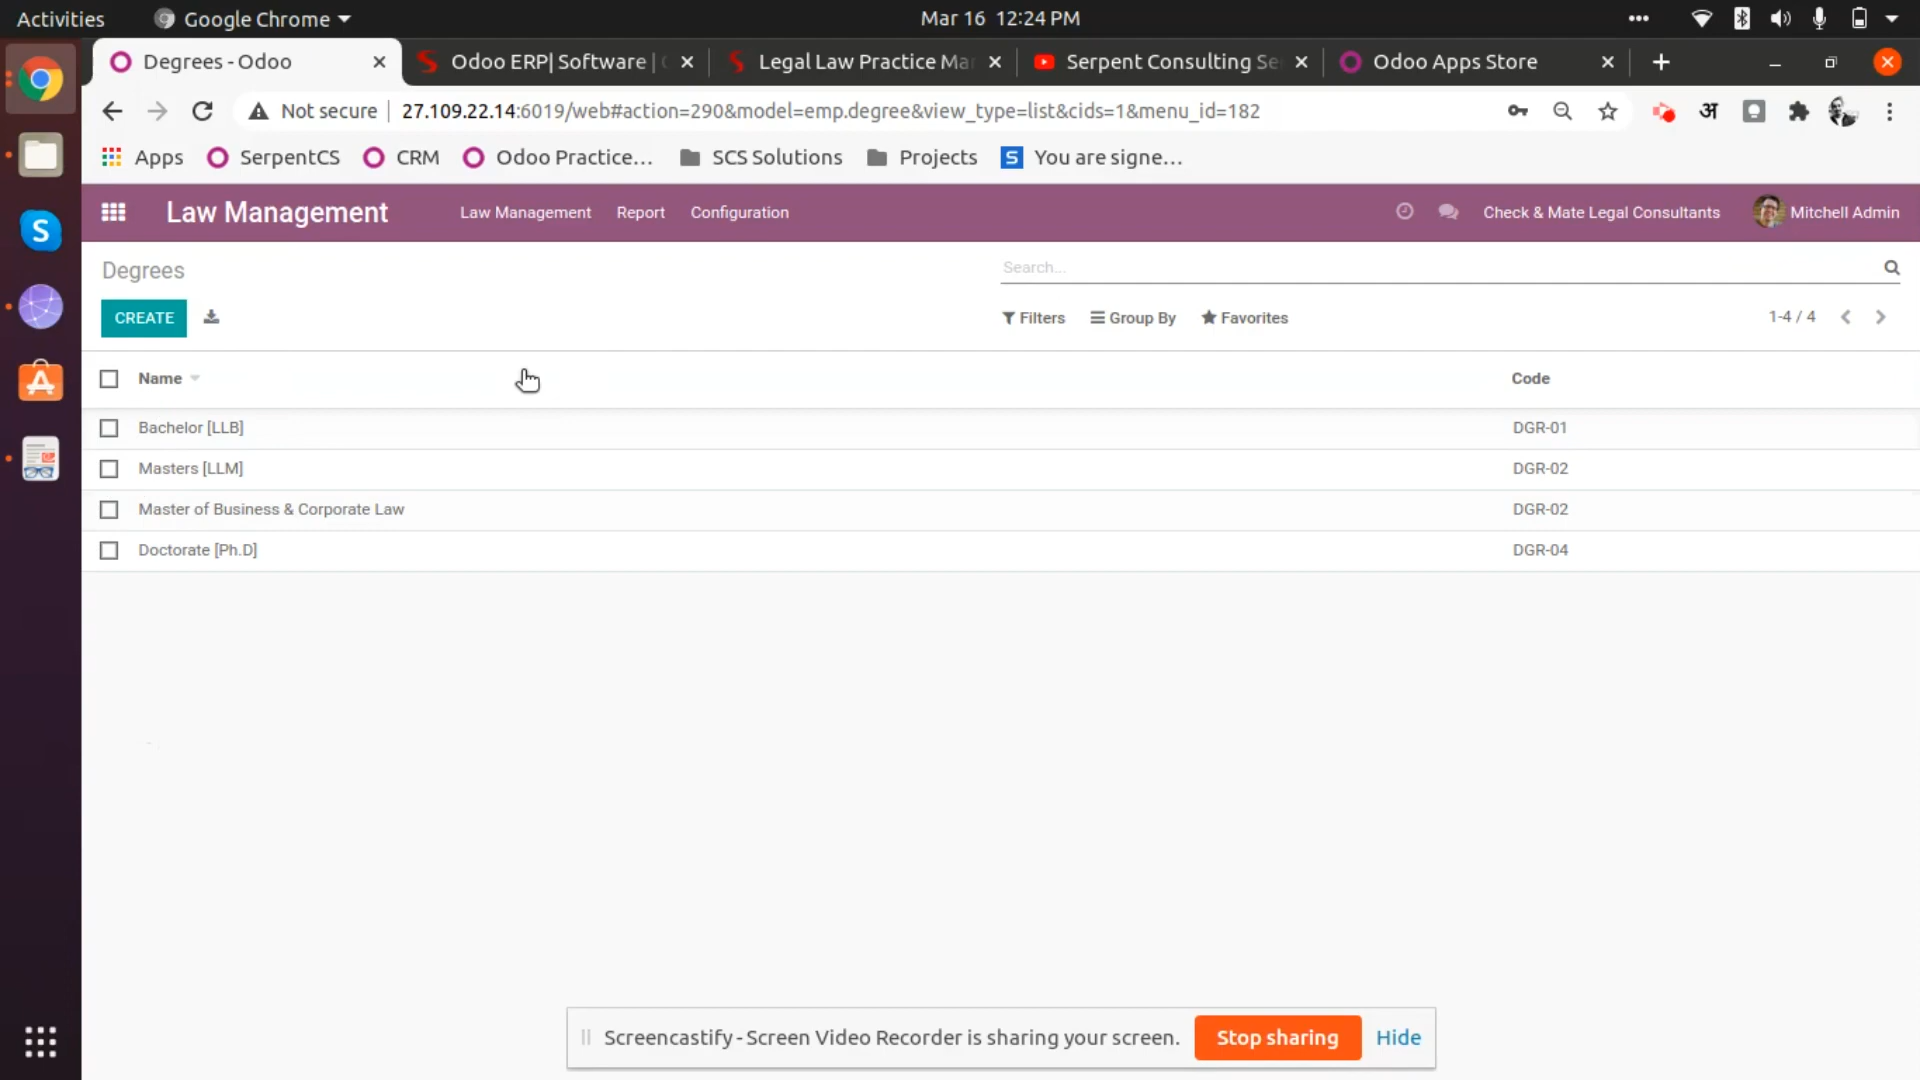 Activities Google Chrome Mar 16 12:24 PM
Degrees - Odoo Odoo ERP| Software | Legal Law Practice Ma Serpent Consulting Se Odoo Apps Store
Not secure 27.109.22.14:6019/web#action=290&model=emp.degree&view_type=list&cids=1&menu_id=182 अ
Apps SerpentCS CRM Odoo Practice... SCS Solutions Projects S You are signe...
Law Management Law Management Report Configuration Check & Mate Legal Consultants Mitchell Admin
Degrees Search...
CREATE Filters Group By Favorites 1-4 / 4
Name Code
Bachelor [LLB] DGR-01
Masters [LLM] DGR-02
Master of Business & Corporate Law DGR-02
Doctorate [Ph.D] DGR-04
Screencastify - Screen Video Recorder is sharing your screen. Stop sharing Hide